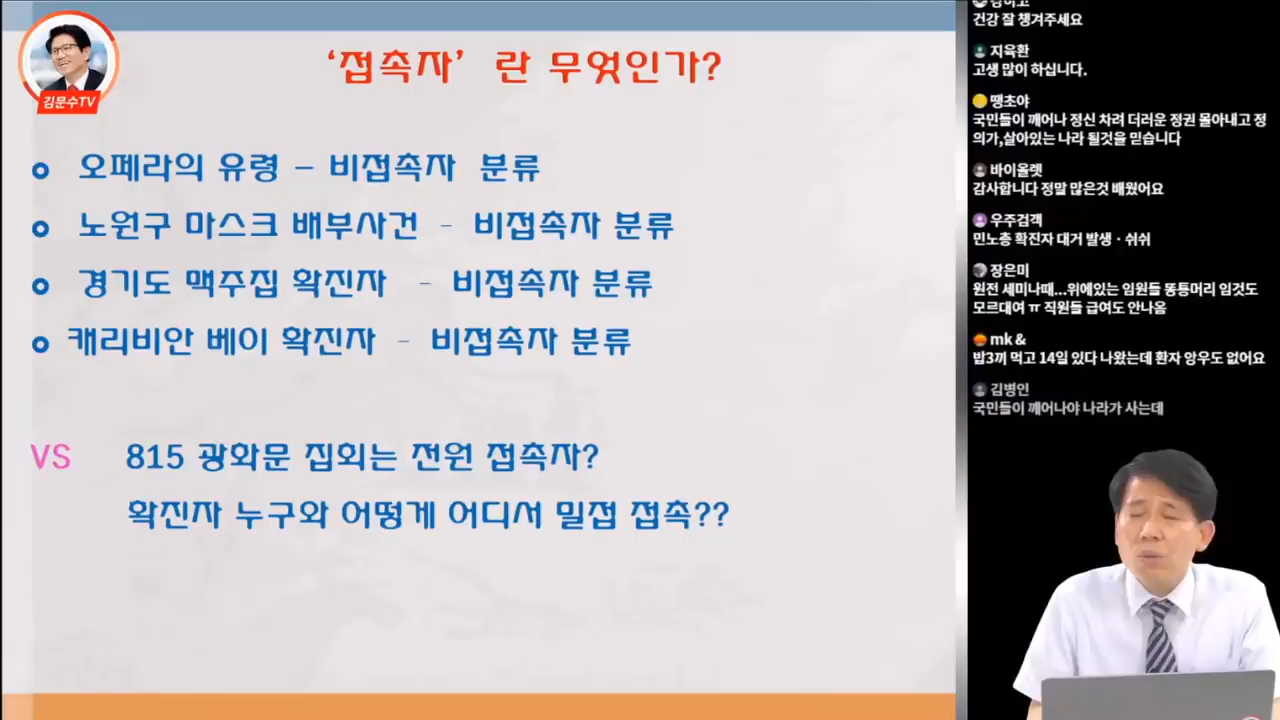 김문수TV
‘접촉자’ 란 무엇인가?
오페라의 유령 – 비접촉자 분류
노원구 마스크 배부사건 - 비접촉자 분류
경기도 맥주집 확진자 - 비접촉자 분류
캐리비안 베이 확진자 - 비접촉자 분류
VS 815 광화문 집회는 전원 접촉자?
확진자 누구와 어떻게 어디서 밀접 접촉??
건강 잘 챙겨주세요
지육환
고생 많이 하십니다.
땡초야
국민들이 깨어나 정신 차려 더러운 정권 몰아내고 정
의가,살아있는 나라 될것을 믿습니다
바이올렛
감사합니다 정말 많은것 배웠어요
우주검객
민노층 확진자 대거 발생ㆍ쉬쉬
장은미
원전 세미나때...위에있는 임원들 똥통머리 임것도
모르대여 ㅠ 직원들 급여도 안나옴
mk &
밥3끼 먹고 14일 있다 나왔는데 환자 앙우도 없어요
김병인
국민들이 깨어나야 나라가 사는데